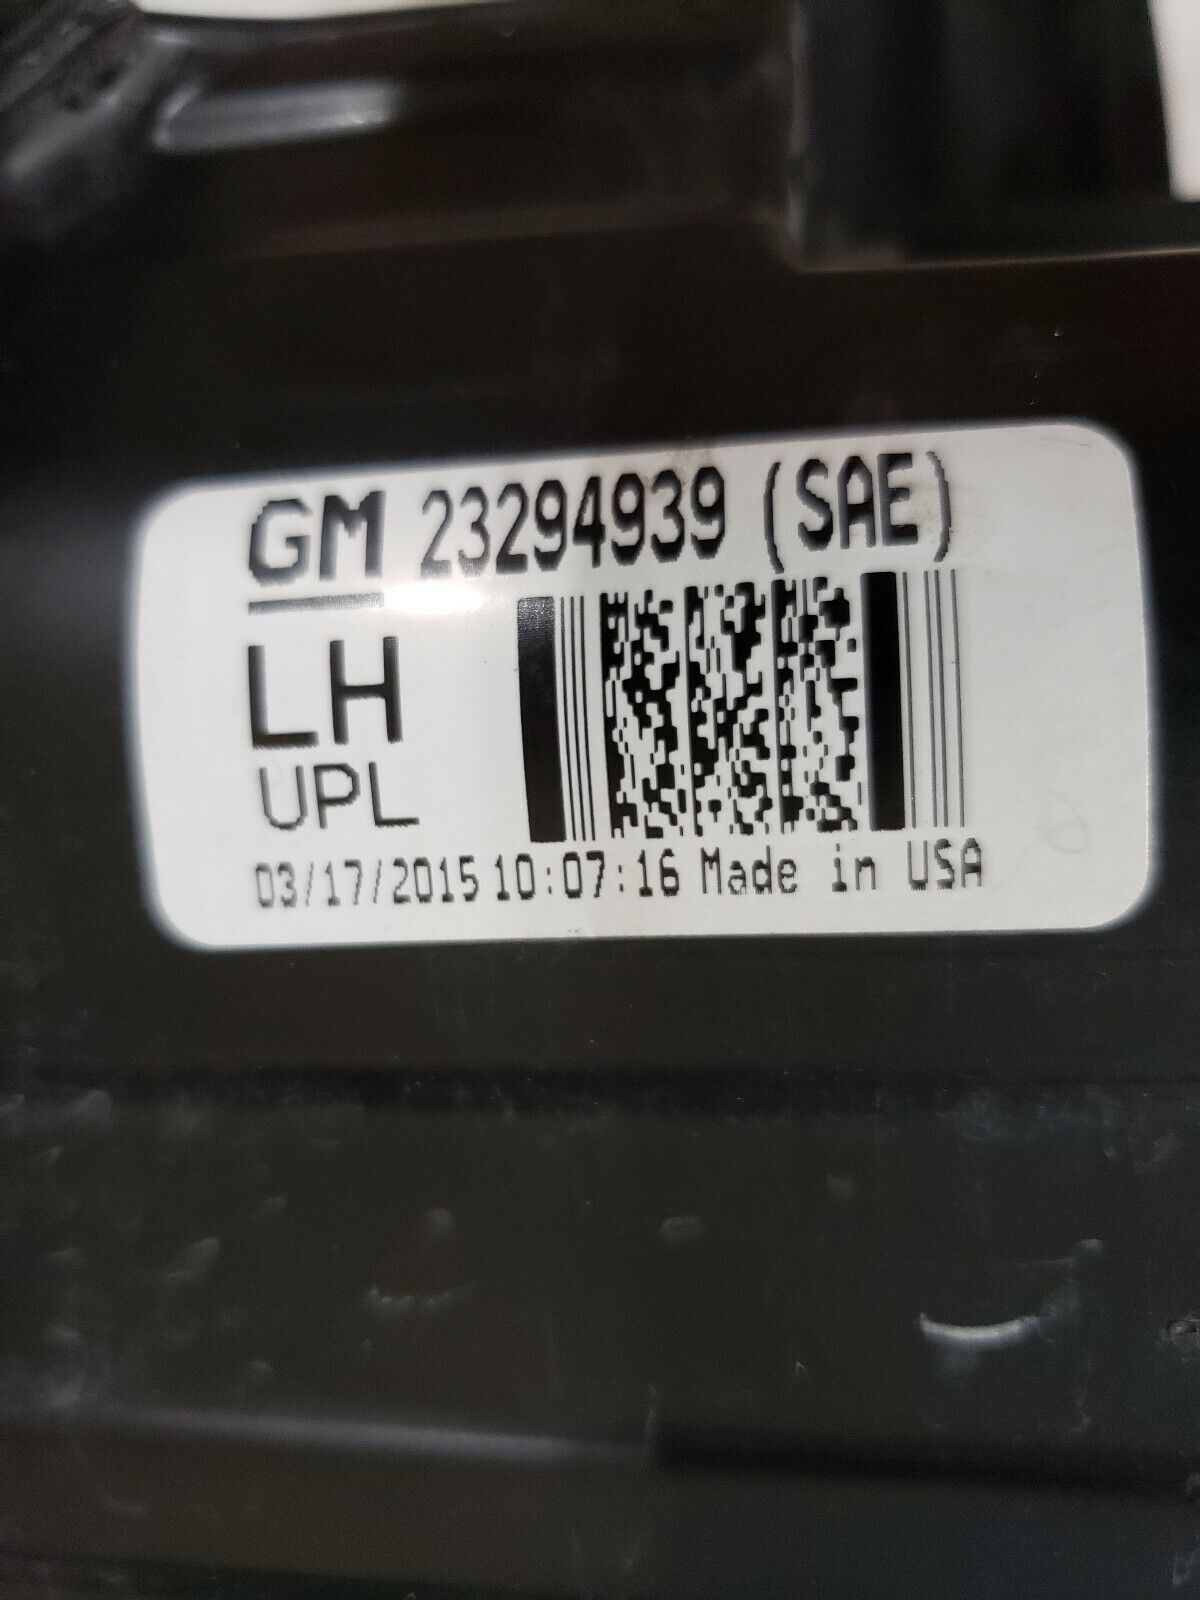 GM 23294939 (SAE)
LH
UPL
03/17/2015 10:07:16 Made in USA